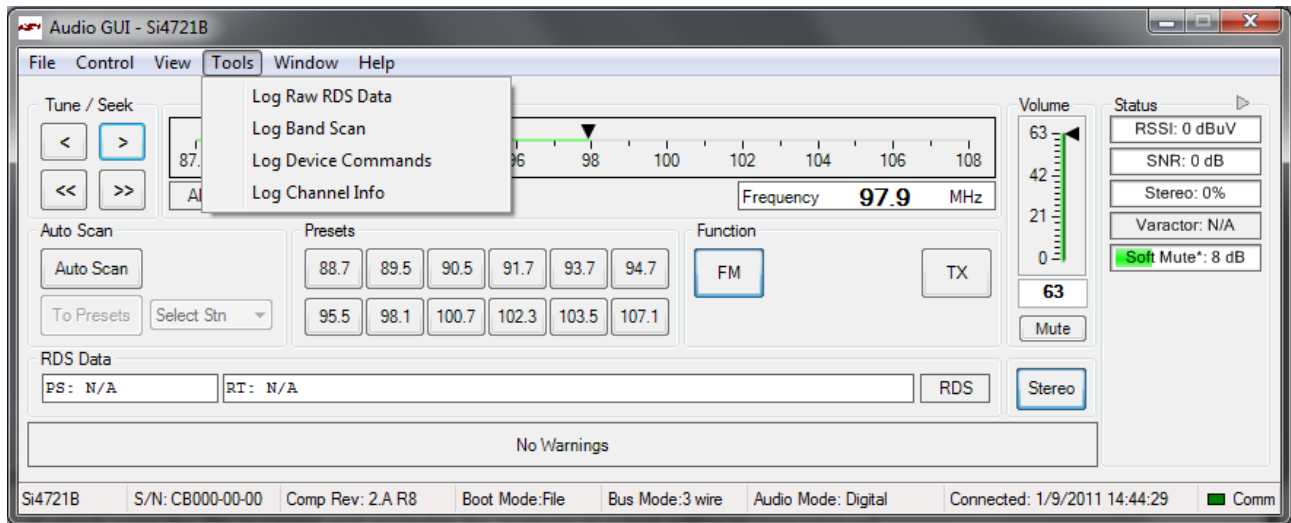 Audio GUI - Si4721B
File Control View Tools Window Help
Log Raw RDS Data
Log Band Scan
Log Device Commands
Log Channel Info
Tune / Seek
< >
<< >>
87. 96 98 100 102 104 106 108
Frequency 97.9 MHz
Volume
63
42
21
0
63
Mute
Status
RSSI: 0 dBuV
SNR: 0 dB
Stereo: 0%
Varactor: N/A
Soft Mute*: 8 dB
Auto Scan
Auto Scan
To Presets Select Stn
Presets
88.7 89.5 90.5 91.7 93.7 94.7
95.5 98.1 100.7 102.3 103.5 107.1
Function
FM TX
RDS Data
PS: N/A RT: N/A RDS
Stereo
No Warnings
Si4721B S/N: CB000-00-00 Comp Rev: 2.A R8 Boot Mode:File Bus Mode:3 wire Audio Mode: Digital Connected: 1/9/2011 14:44:29 Comm